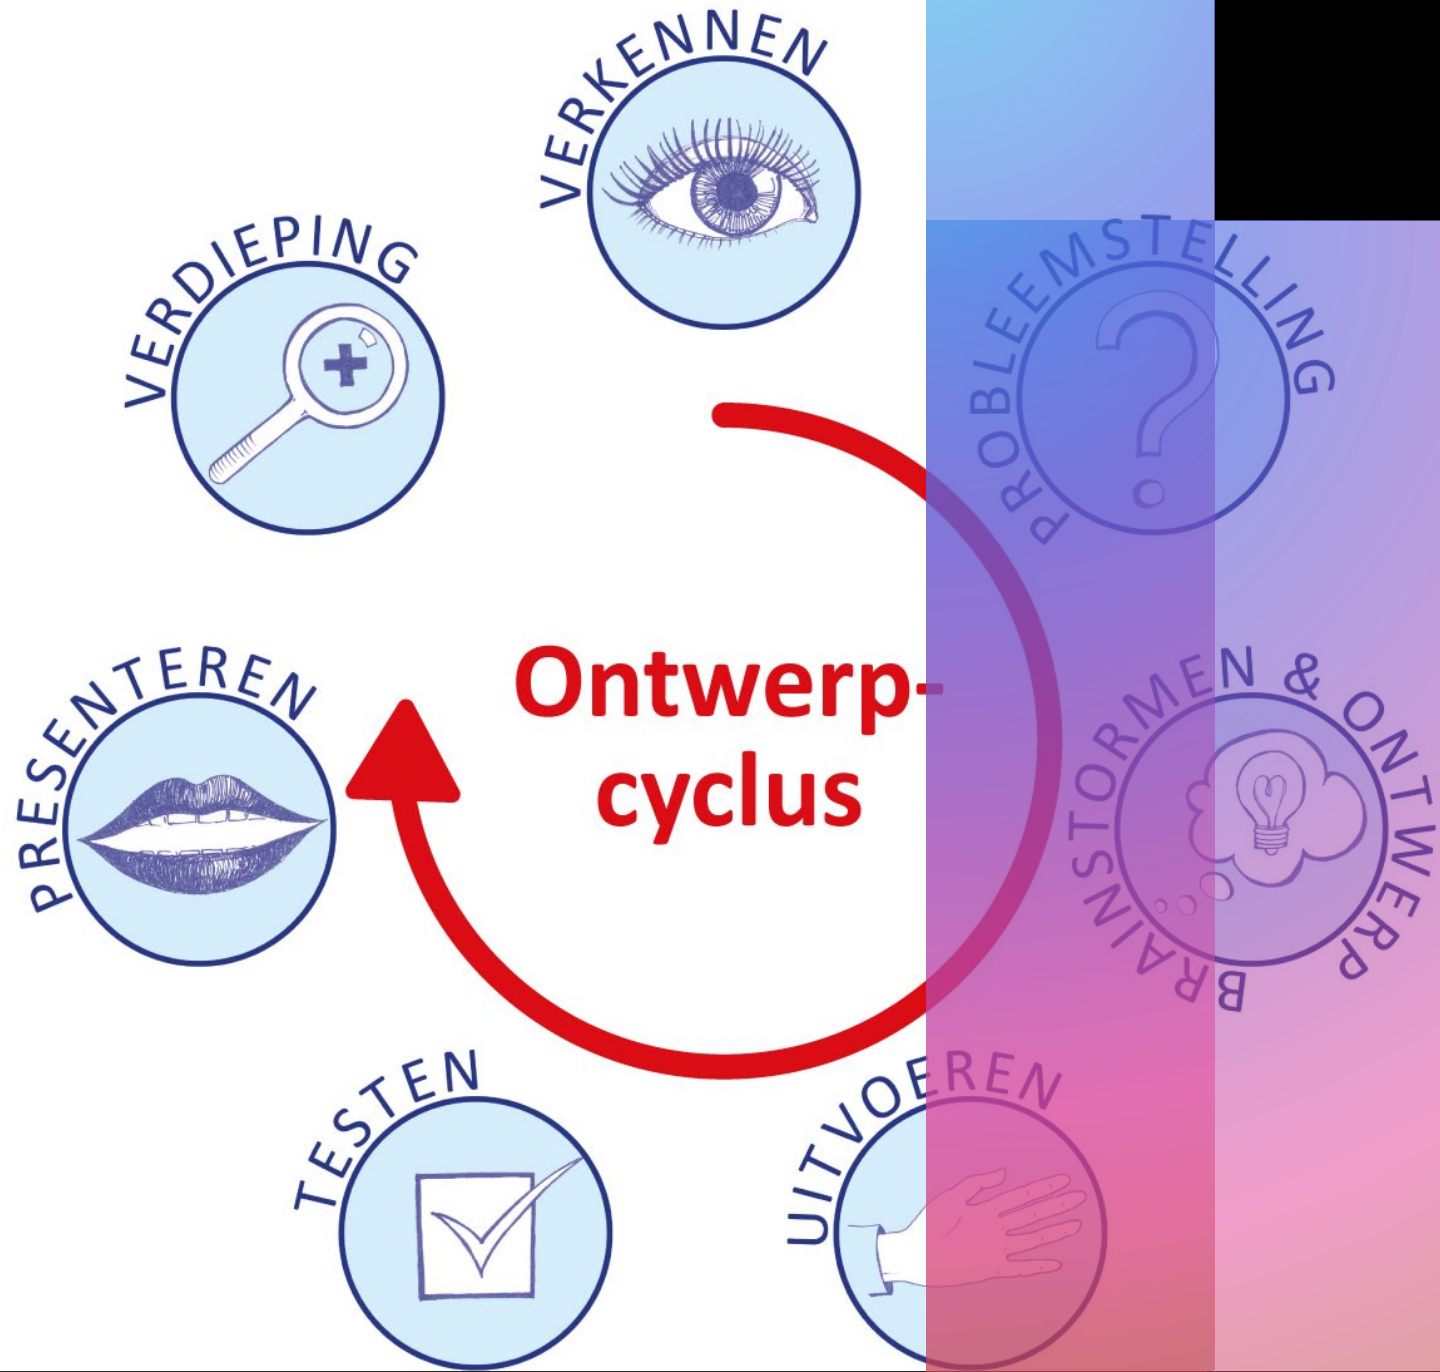 VERKENNEN
PROBLEEMSTELLING
BRAINSTORMEN & ONTWERP
UITVOEREN
TESTEN
PRESENTEREN
VERDIEPING
Ontwerp-
cyclus